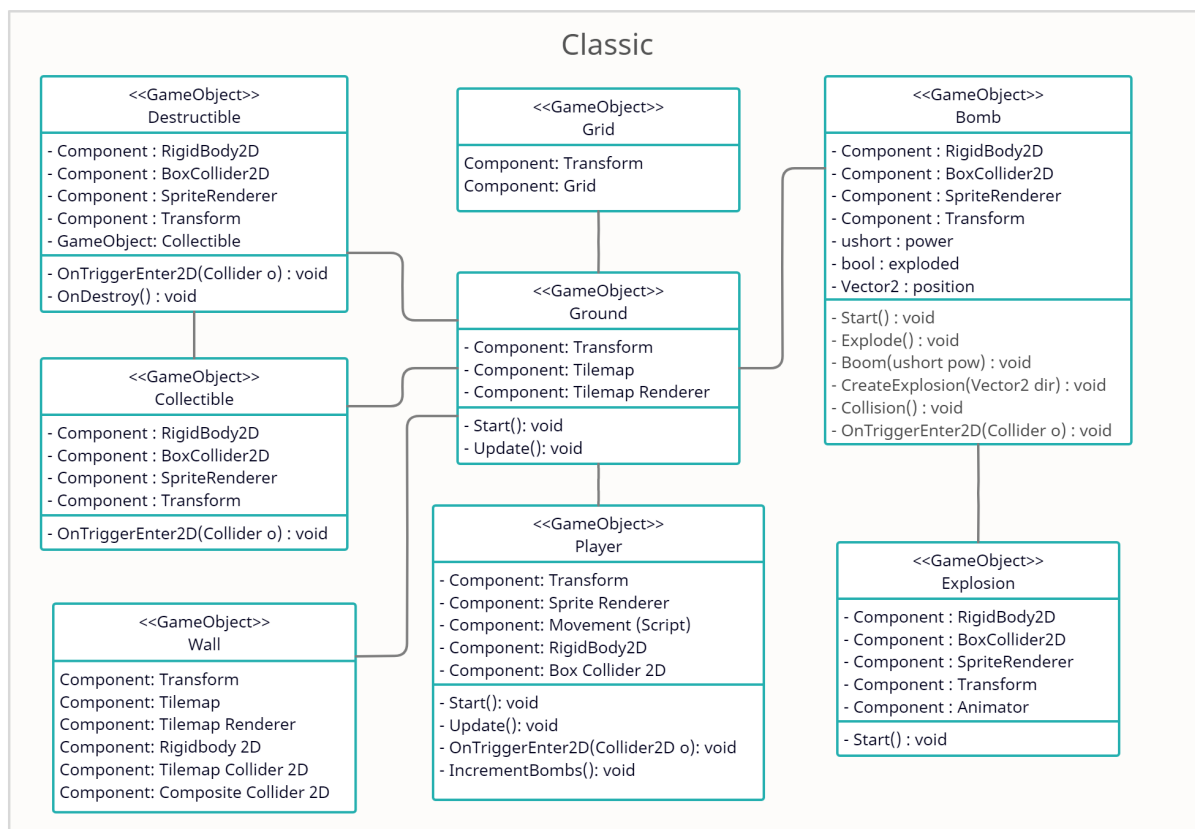 Classic
<<GameObject>>
Destructible
- Component : RigidBody2D
- Component : BoxCollider2D
- Component : SpriteRenderer
- Component : Transform
- GameObject: Collectible
- OnTriggerEnter2D(Collider o) : void
- OnDestroy() : void
<<GameObject>>
Grid
Component: Transform
Component: Grid
<<GameObject>>
Bomb
- Component : RigidBody2D
- Component : BoxCollider2D
- Component : SpriteRenderer
- Component : Transform
- ushort : power
- bool : exploded
- Vector2 : position
- Start() : void
- Explode() : void
- Boom(ushort pow) : void
- CreateExplosion(Vector2 dir) : void
- Collision() : void
- OnTriggerEnter2D(Collider o) : void
<<GameObject>>
Ground
- Component: Transform
- Component: Tilemap
- Component: Tilemap Renderer
- Start(): void
- Update(): void
<<GameObject>>
Collectible
- Component : RigidBody2D
- Component : BoxCollider2D
- Component : SpriteRenderer
- Component : Transform
- OnTriggerEnter2D(Collider o) : void
<<GameObject>>
Player
- Component: Transform
- Component: Sprite Renderer
- Component: Movement (Script)
- Component: RigidBody2D
- Component: Box Collider 2D
- Start(): void
- Update(): void
- OnTriggerEnter2D(Collider2D o): void
- IncrementBombs(): void
<<GameObject>>
Explosion
- Component : RigidBody2D
- Component : BoxCollider2D
- Component : SpriteRenderer
- Component : Transform
- Component : Animator
- Start() : void
<<GameObject>>
Wall
Component: Transform
Component: Tilemap
Component: Tilemap Renderer
Component: Rigidbody 2D
Component: Tilemap Collider 2D
Component: Composite Collider 2D